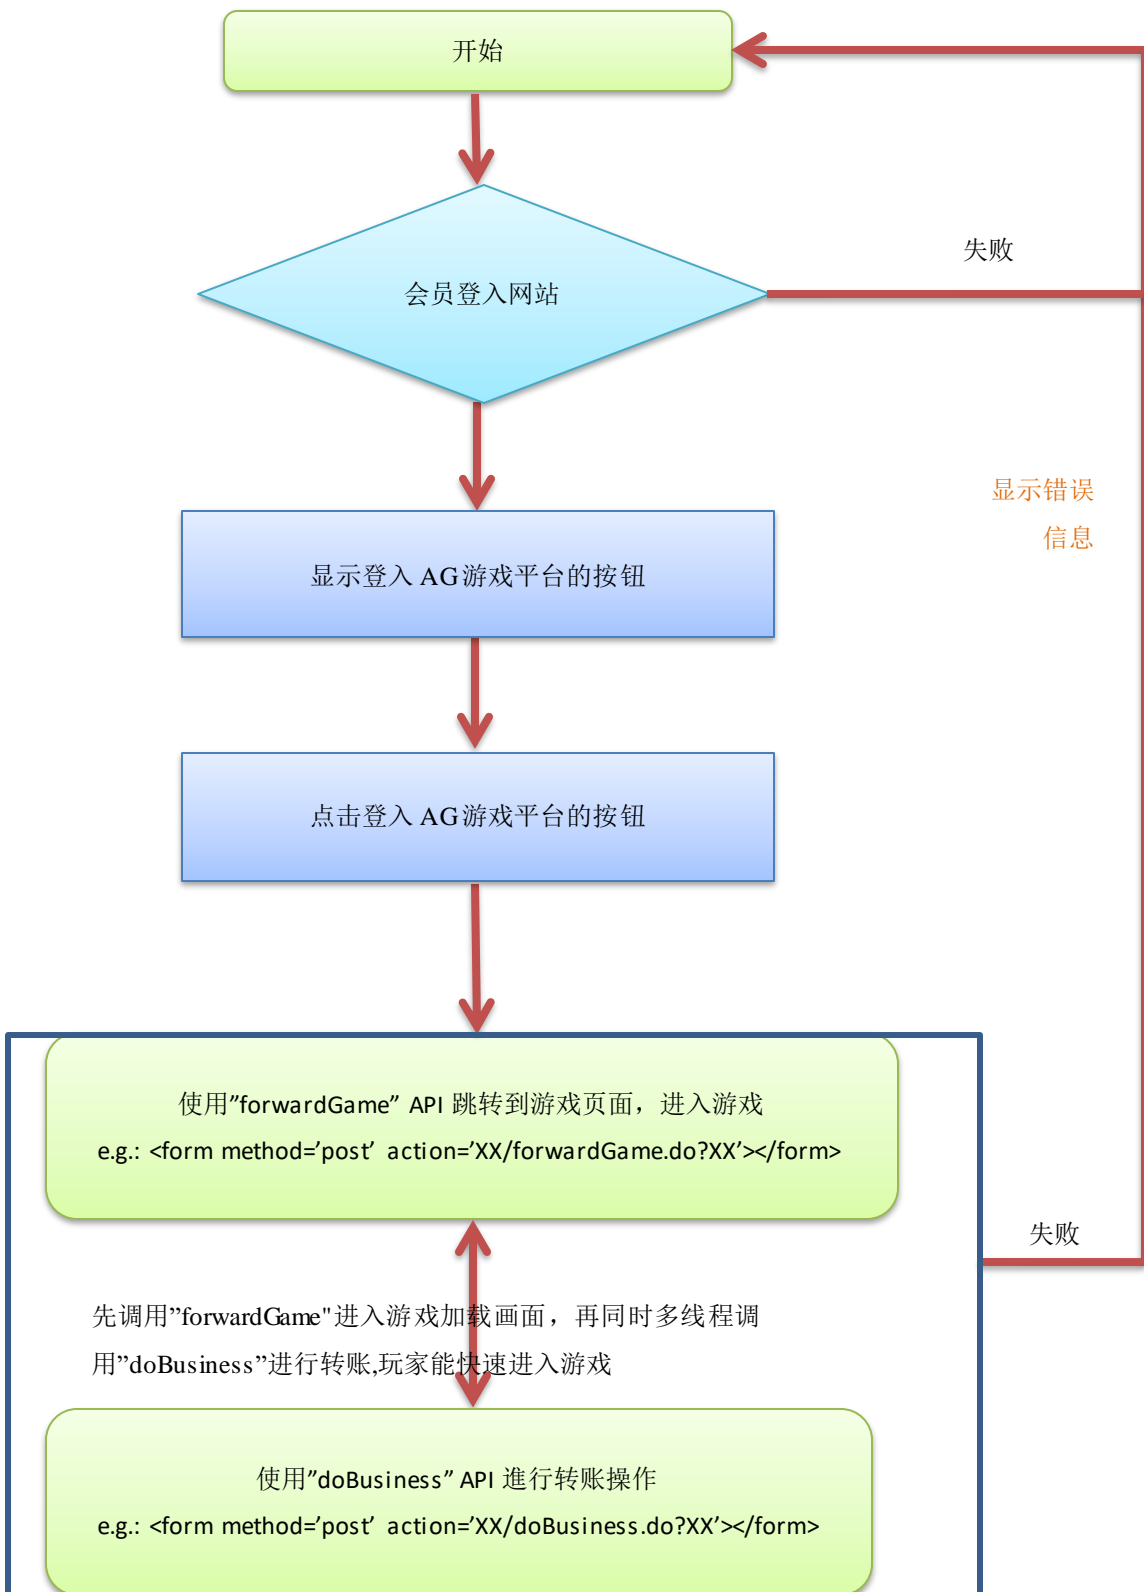 开始
失败
会员登入网站
显示错误
信息
显示登入 AG游戏平台的按钮
点击登入 AG游戏平台的按钮
使用”forwardGame” API 跳转到游戏页面，进入游戏
e.g.: <form method=’post’ action=’XX/forwardGame.do?XX’></form>
失败
先调用”forwardGame"进入游戏加载画面，再同时多线程调
用”doBusiness”进行转账,玩家能快速进入游戏
使用”doBusiness” API 進行转账操作
e.g.: <form method=’post’ action=’XX/doBusiness.do?XX’></form>